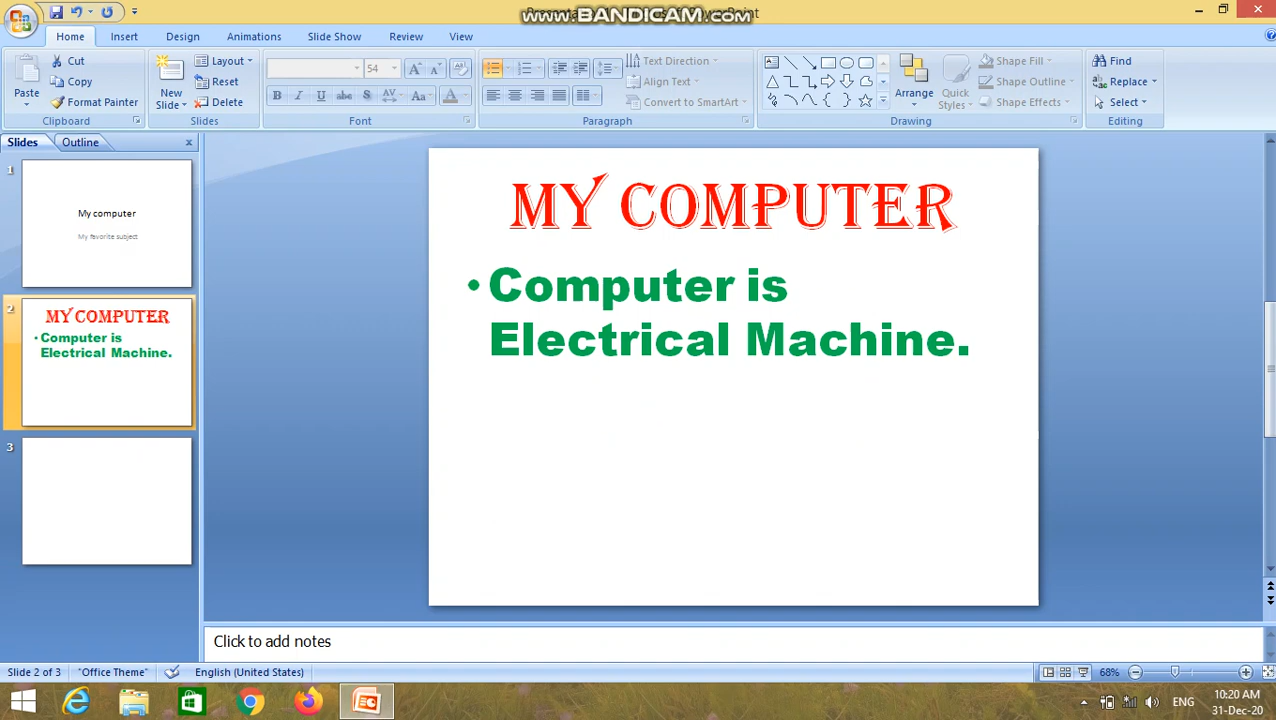 www.BANDICAM.com
PowerPoint
Home Insert Design Animations Slide Show Review View
Paste
Cut
Copy
Format Painter
Clipboard
New Slide
Layout
Reset
Delete
Slides
54
B I U abc S AV Aa A
Font
Text Direction
Align Text
Convert to SmartArt
Paragraph
Arrange
Quick Styles
Shape Fill
Shape Outline
Shape Effects
Drawing
Find
Replace
Select
Editing
Slides Outline
1
My computer
My favorite subject
2
MY COMPUTER
• Computer is
Electrical Machine.
3
MY COMPUTER
• Computer is
Electrical Machine.
Click to add notes
Slide 2 of 3 "Office Theme" English (United States) 68%
ENG
10:20 AM
31-Dec-20